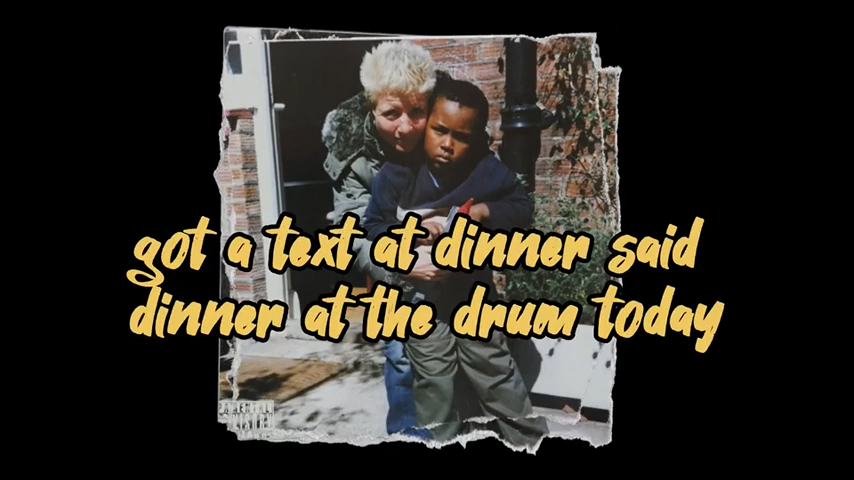 got a text at dinner said
dinner at the drum today